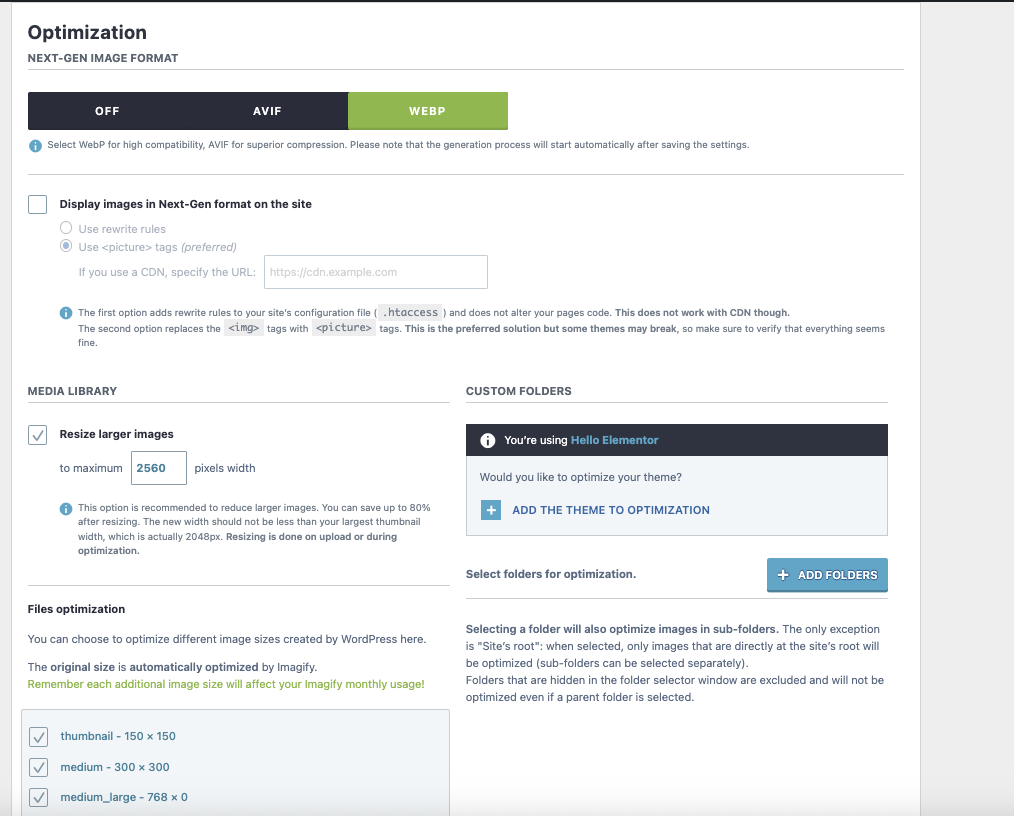 Optimization
NEXT-GEN IMAGE FORMAT
OFF AVIF WEBP
Select WebP for high compatibility, AVIF for superior compression. Please note that the generation process will start automatically after saving the settings.
Display images in Next-Gen format on the site
Use rewrite rules
Use <picture> tags (preferred)
If you use a CDN, specify the URL: https://cdn.example.com
The first option adds rewrite rules to your site's configuration file ( .htaccess ) and does not alter your pages code. This does not work with CDN though.
The second option replaces the <img> tags with <picture> tags. This is the preferred solution but some themes may break, so make sure to verify that everything seems
fine.
MEDIA LIBRARY
Resize larger images
to maximum 2560 pixels width
This option is recommended to reduce larger images. You can save up to 80%
after resizing. The new width should not be less than your largest thumbnail
width, which is actually 2048px. Resizing is done on upload or during
optimization.
Files optimization
You can choose to optimize different image sizes created by WordPress here.
The original size is automatically optimized by Imagify.
Remember each additional image size will affect your Imagify monthly usage!
thumbnail - 150 × 150
medium - 300 × 300
medium_large - 768 × 0
CUSTOM FOLDERS
You're using Hello Elementor
Would you like to optimize your theme?
+ ADD THE THEME TO OPTIMIZATION
Select folders for optimization.
+ ADD FOLDERS
Selecting a folder will also optimize images in sub-folders. The only exception
is "Site's root": when selected, only images that are directly at the site's root will
be optimized (sub-folders can be selected separately).
Folders that are hidden in the folder selector window are excluded and will not be
optimized even if a parent folder is selected.